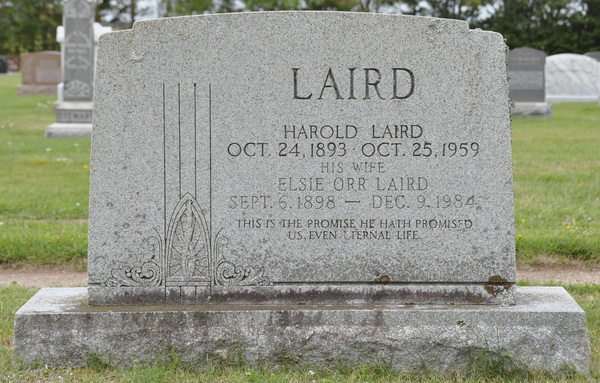 LAIRD
HAROLD LAIRD
OCT. 24, 1893 - OCT. 25, 1959
HIS WIFE
ELSIE ORR LAIRD
SEPT. 6, 1898 — DEC. 9, 1984
THIS IS THE PROMISE HE HATH PROMISED
US, EVEN ETERNAL LIFE.